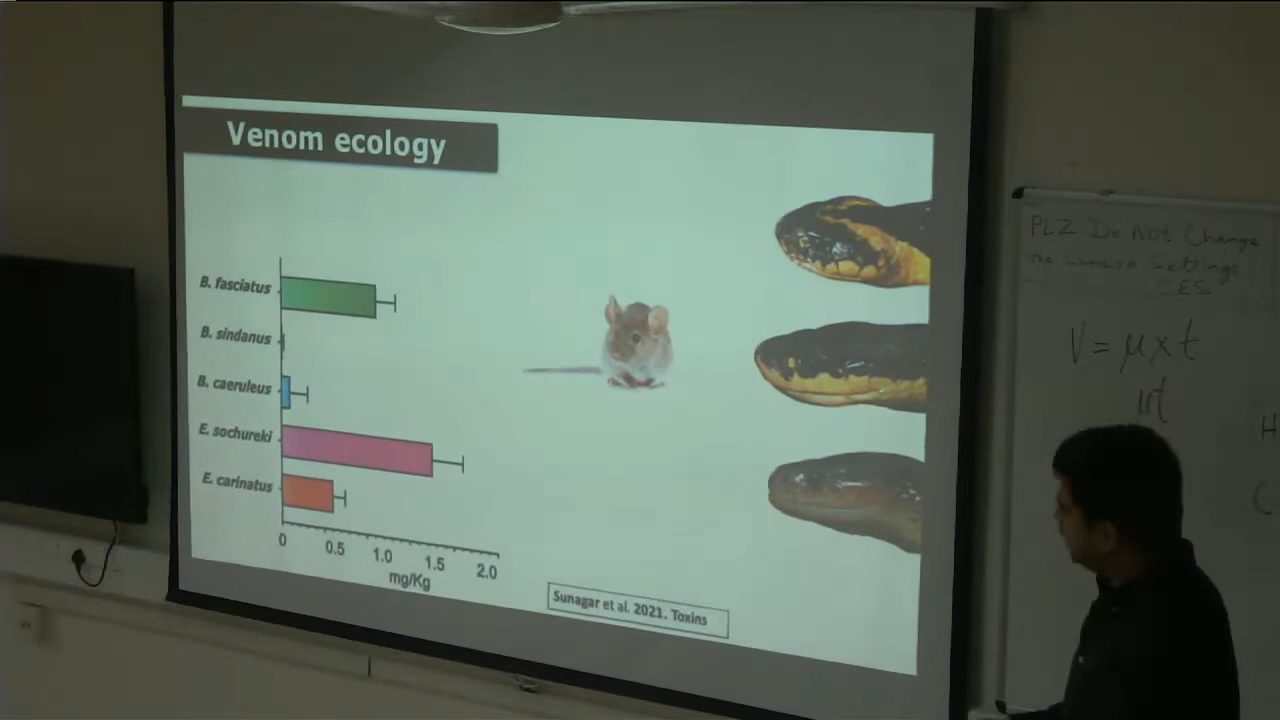 Venom ecology
B. fasciatus
B. sindanus
B. caeruleus
E. sochureki
E. carinatus
0 0.5 1.0 1.5 2.0
mg/Kg
Sunagar et al. 2021. Toxins
PLZ Do Not Change
the Settings
V = μ x t
μt
H
C